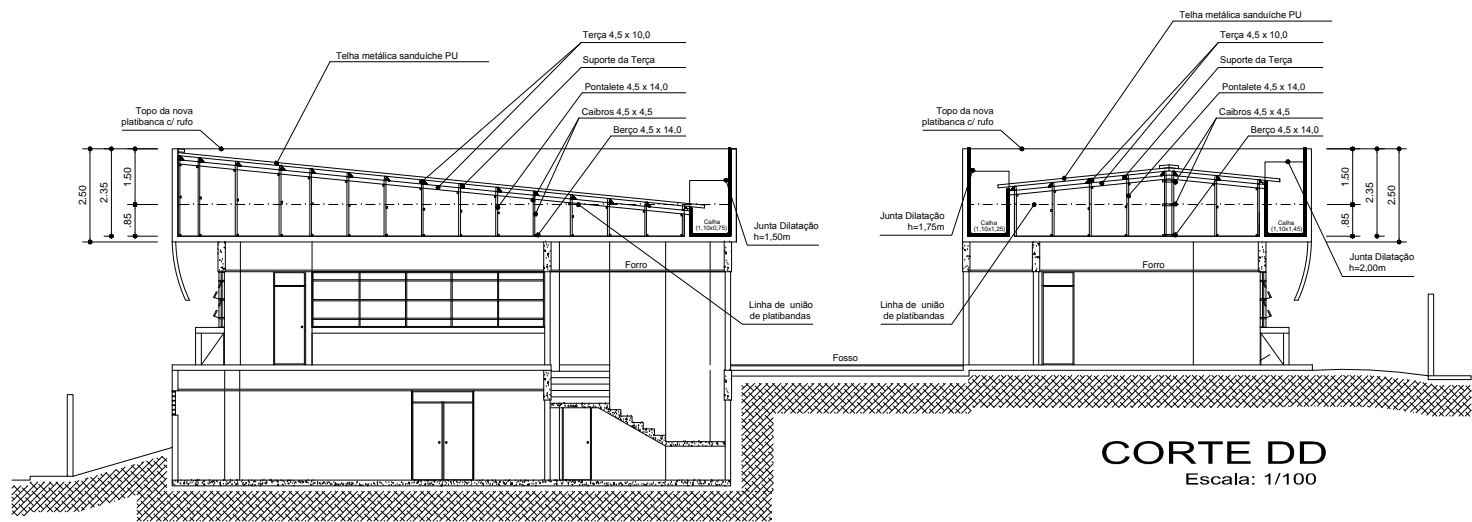 Telha metálica sanduíche PU
Terça 4,5 x 10,0
Suporte da Terça
Pontalete 4,5 x 14,0
Caibros 4,5 x 4,5
Berço 4,5 x 14,0
Topo da nova
platibanca c/ rufo
2.50
2.35
1.50
.85
Calha
(1,10x0,75)
Junta Dilatação
h=1,50m
Forro
Linha de união
de platibandas
Fosso
Telha metálica sanduíche PU
Terça 4,5 x 10,0
Suporte da Terça
Pontalete 4,5 x 14,0
Caibros 4,5 x 4,5
Berço 4,5 x 14,0
Topo da nova
platibanca c/ rufo
Junta Dilatação
h=1,75m
Calha
(1,10x1,25)
Calha
(1,10x1,45)
1.50
.85
2.35
2.50
Junta Dilatação
h=2,00m
Forro
Linha de união
de platibandas
CORTE DD
Escala: 1/100